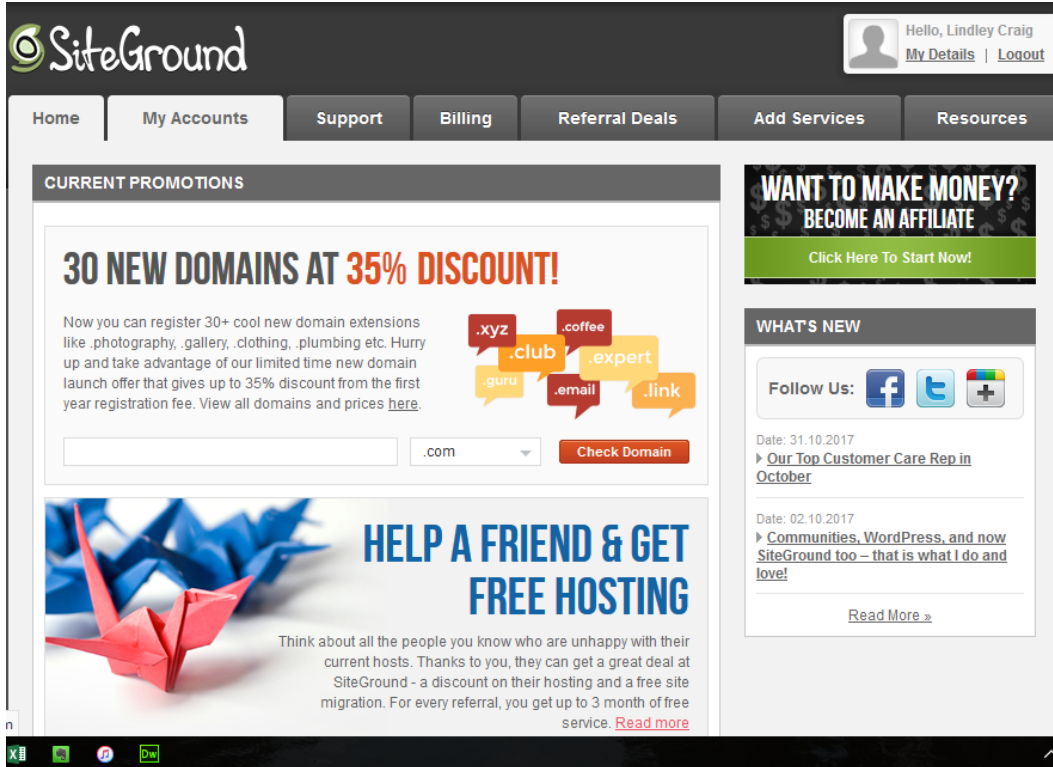 SiteGround
Hello, Lindley Craig
My Details | Logout
Home
My Accounts
Support
Billing
Referral Deals
Add Services
Resources
CURRENT PROMOTIONS
30 NEW DOMAINS AT 35% DISCOUNT!
Now you can register 30+ cool new domain extensions
like .photography, .gallery, .clothing, .plumbing etc. Hurry
up and take advantage of our limited time new domain
launch offer that gives up to 35% discount from the first
year registration fee. View all domains and prices here.
.xyz
.coffee
.club
.expert
.guru
.email
.link
.com
Check Domain
HELP A FRIEND & GET
FREE HOSTING
Think about all the people you know who are unhappy with their
current hosts. Thanks to you, they can get a great deal at
SiteGround - a discount on their hosting and a free site
migration. For every referral, you get up to 3 month of free
service. Read more
WANT TO MAKE MONEY?
BECOME AN AFFILIATE
Click Here To Start Now!
WHAT'S NEW
Follow Us:
Date: 31.10.2017
Our Top Customer Care Rep in
October
Date: 02.10.2017
Communities, WordPress, and now
SiteGround too – that is what I do and
love!
Read More »
Dw